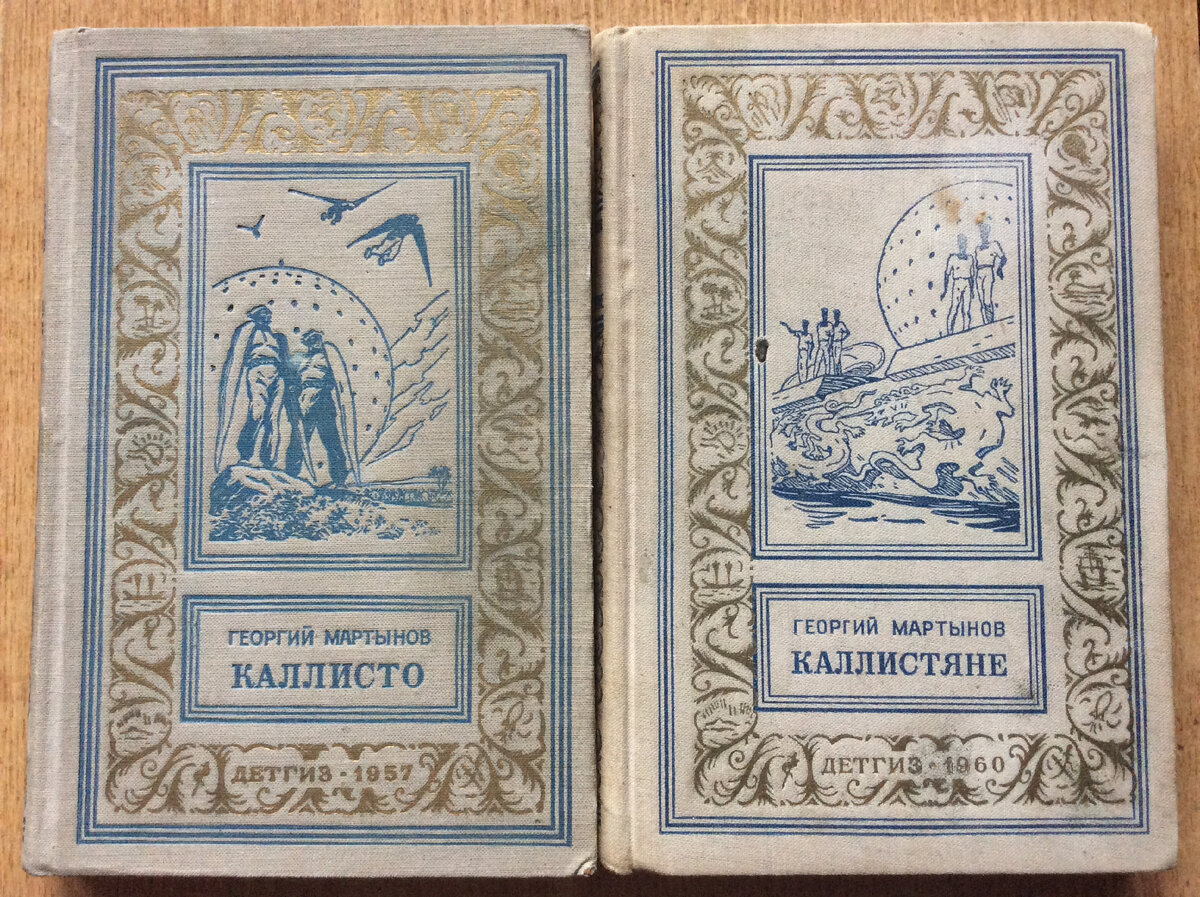 ГЕОРГИЙ МАРТЫНОВ
КАЛЛИСТО
ДЕТГИЗ · 1957
ГЕОРГИЙ МАРТЫНОВ
КАЛЛИСТЯНЕ
ДЕТГИЗ · 1960